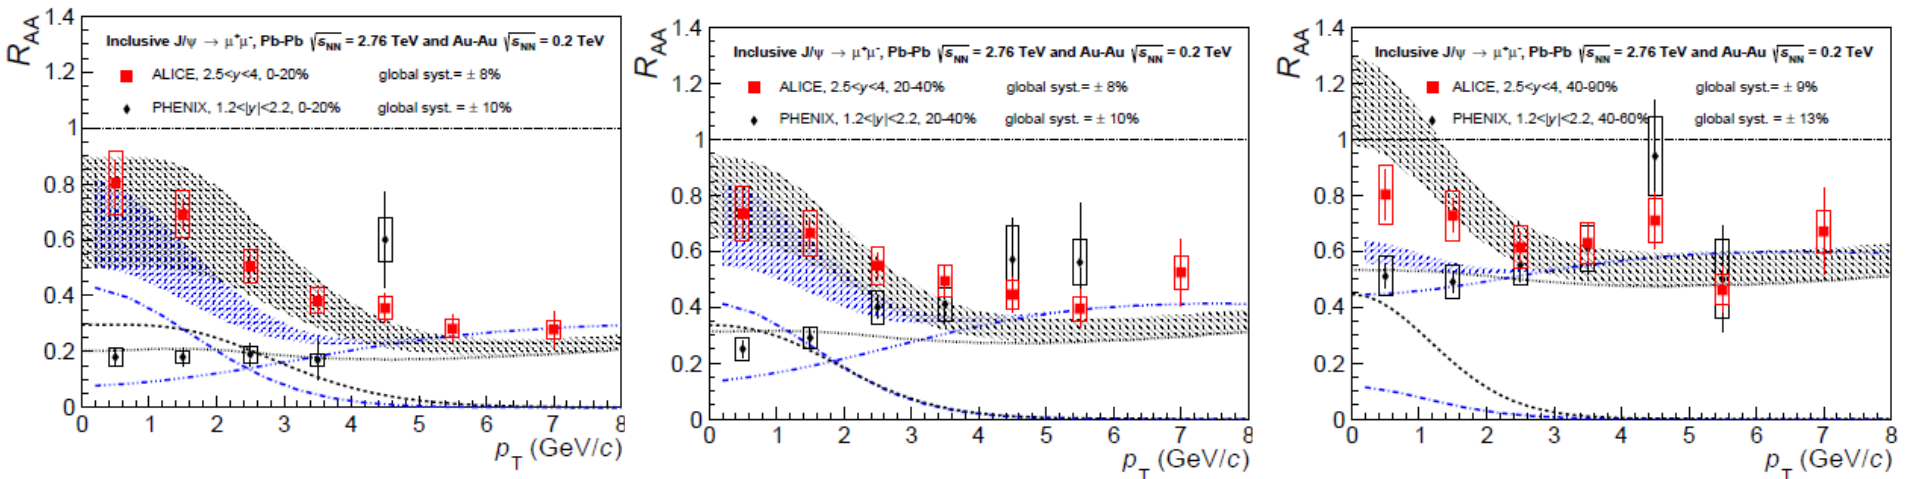 R_AA
1.4
1.2
1
0.8
0.6
0.4
0.2
0
Inclusive J/ψ → μ⁺μ⁻, Pb-Pb √s_NN = 2.76 TeV and Au-Au √s_NN = 0.2 TeV
ALICE, 2.5<y<4, 0-20% global syst.= ± 8%
PHENIX, 1.2<|y|<2.2, 0-20% global syst.= ± 10%
0 1 2 3 4 5 6 7 8
p_T (GeV/c)
R_AA
1.4
1.2
1
0.8
0.6
0.4
0.2
0
Inclusive J/ψ → μ⁺μ⁻, Pb-Pb √s_NN = 2.76 TeV and Au-Au √s_NN = 0.2 TeV
ALICE, 2.5<y<4, 20-40% global syst.= ± 8%
PHENIX, 1.2<|y|<2.2, 20-40% global syst. = ± 10%
0 1 2 3 4 5 6 7 8
p_T (GeV/c)
R_AA
1.4
1.2
1
0.8
0.6
0.4
0.2
0
Inclusive J/ψ → μ⁺μ⁻, Pb-Pb √s_NN = 2.76 TeV and Au-Au √s_NN = 0.2 TeV
ALICE, 2.5<y<4, 40-90% global syst.= ± 9%
PHENIX, 1.2<|y|<2.2, 40-60% global syst. = ± 13%
0 1 2 3 4 5 6 7 8
p_T (GeV/c)